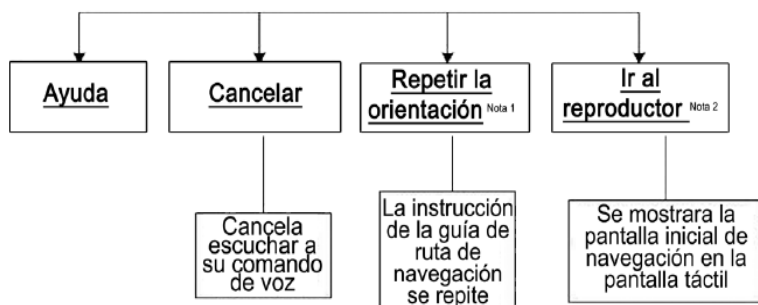 Ayuda
Cancelar
Repetir la
orientación Nota 1
Ir al
reproductor Nota 2
Cancela
escuchar a
su comando
de voz
La instrucción
de la guía de
ruta de
navegación
se repite
Se mostrara la
pantalla inicial de
navegación en la
pantalla táctil